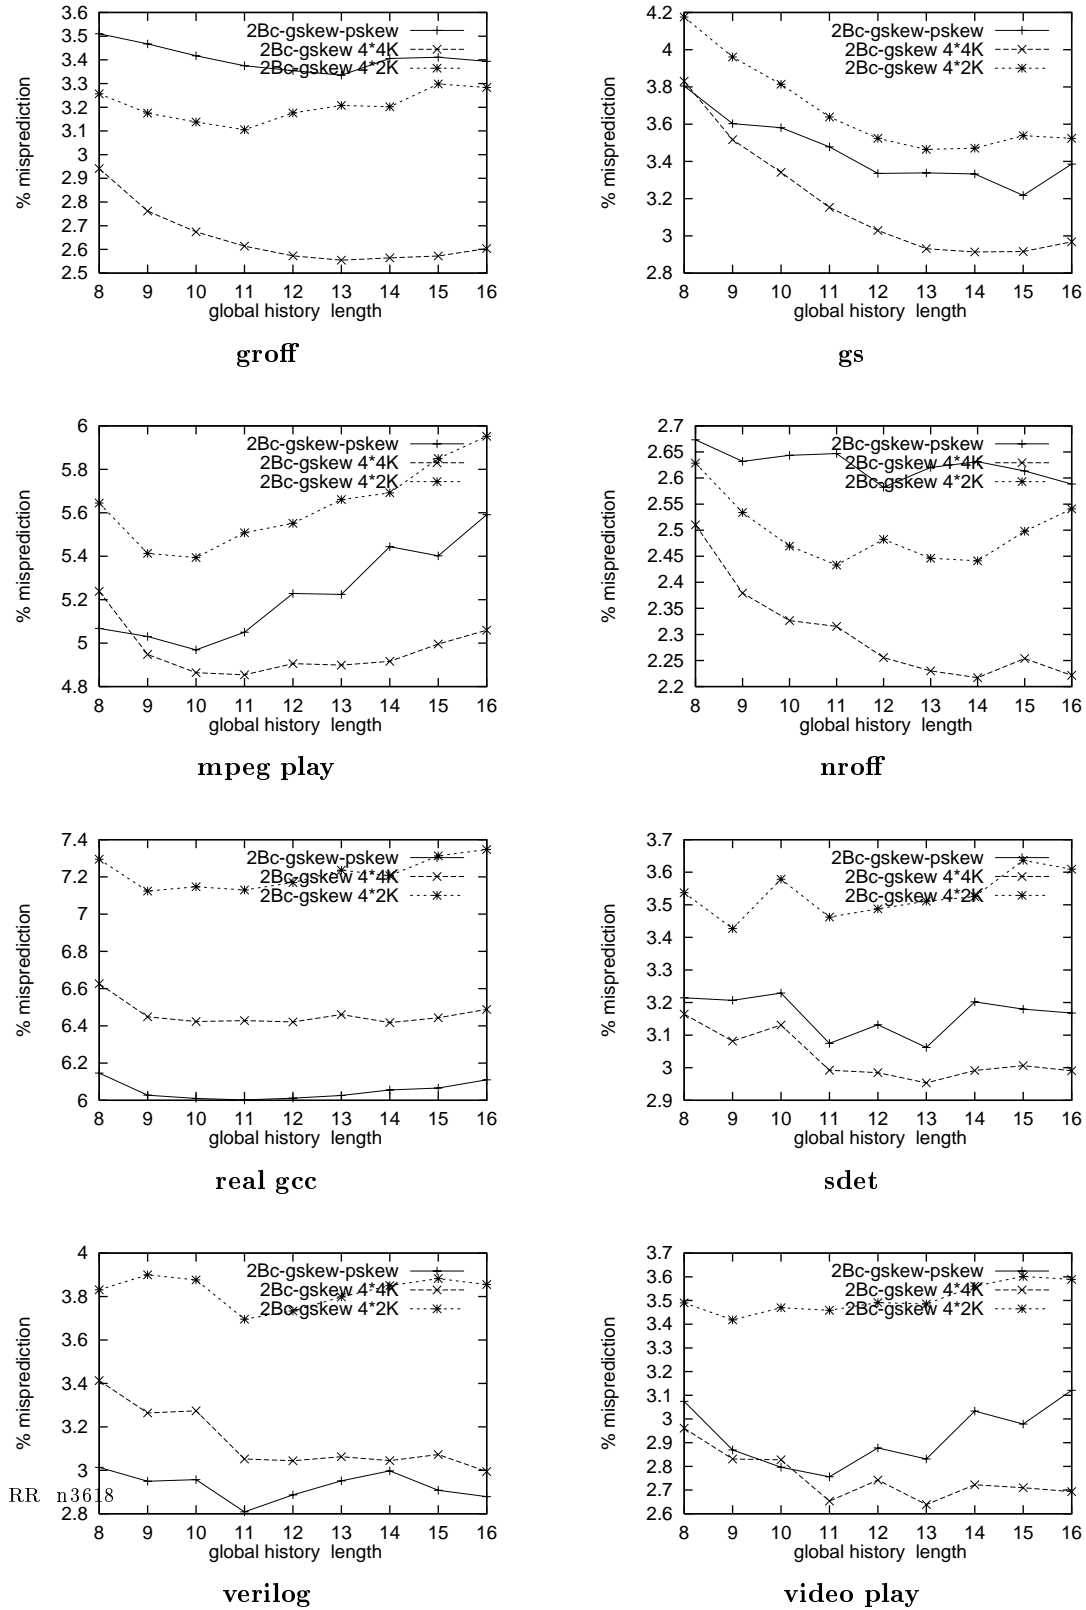 3.6
3.5
3.4
3.3
3.2
3.1
3
2.9
2.8
2.7
2.6
2.5
% misprediction
2Bc-gskew-pskew
2Bc-gskew 4*4K
2Bc-gskew 4*2K
8 9 10 11 12 13 14 15 16
global history length
groff
4.2
4
3.8
3.6
3.4
3.2
3
2.8
% misprediction
2Bc-gskew-pskew
2Bc-gskew 4*4K
2Bc-gskew 4*2K
8 9 10 11 12 13 14 15 16
global history length
gs
6
5.8
5.6
5.4
5.2
5
4.8
% misprediction
2Bc-gskew-pskew
2Bc-gskew 4*4K
2Bc-gskew 4*2K
8 9 10 11 12 13 14 15 16
global history length
mpeg play
2.7
2.65
2.6
2.55
2.5
2.45
2.4
2.35
2.3
2.25
2.2
% misprediction
2Bc-gskew-pskew
2Bc-gskew 4*4K
2Bc-gskew 4*2K
8 9 10 11 12 13 14 15 16
global history length
nroff
7.4
7.2
7
6.8
6.6
6.4
6.2
6
% misprediction
2Bc-gskew-pskew
2Bc-gskew 4*4K
2Bc-gskew 4*2K
8 9 10 11 12 13 14 15 16
global history length
real gcc
3.7
3.6
3.5
3.4
3.3
3.2
3.1
3
2.9
% misprediction
2Bc-gskew-pskew
2Bc-gskew 4*4K
2Bc-gskew 4*2K
8 9 10 11 12 13 14 15 16
global history length
sdet
4
3.8
3.6
3.4
3.2
3
2.8
% misprediction
2Bc-gskew-pskew
2Bc-gskew 4*4K
2Bc-gskew 4*2K
8 9 10 11 12 13 14 15 16
global history length
verilog
3.7
3.6
3.5
3.4
3.3
3.2
3.1
3
2.9
2.8
2.7
2.6
% misprediction
2Bc-gskew-pskew
2Bc-gskew 4*4K
2Bc-gskew 4*2K
8 9 10 11 12 13 14 15 16
global history length
video play
RR n3618